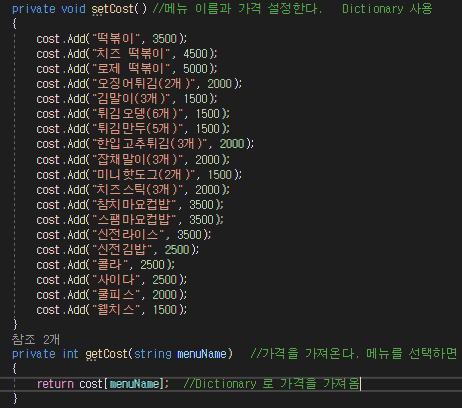 private void setCost() //메뉴 이름과 가격 설정한다.   Dictionary 사용
{
    cost.Add("떡볶이", 3500);
    cost.Add("치즈 떡볶이", 4500);
    cost.Add("로제 떡볶이", 5000);
    cost.Add("오징어튀김(2개)", 2000);
    cost.Add("김말이(3개)", 1500);
    cost.Add("튀김오뎅(6개)", 1500);
    cost.Add("튀김만두(5개)", 1500);
    cost.Add("한입고추튀김(3개)", 2000);
    cost.Add("잡채말이(3개)", 2000);
    cost.Add("미니핫도그(2개)", 1500);
    cost.Add("치즈스틱(3개)", 2000);
    cost.Add("참치마요컵밥", 3500);
    cost.Add("스팸마요컵밥", 3500);
    cost.Add("신전라이스", 3500);
    cost.Add("신전김밥", 2500);
    cost.Add("콜라", 2500);
    cost.Add("사이다", 2500);
    cost.Add("쿨피스", 2000);
    cost.Add("웰치스", 1500);
}
참조 2개
private int getCost(string menuName)   //가격을 가져온다. 메뉴를 선택하면
{
    return cost[menuName];  //Dictionary 로 가격을 가져옴
}